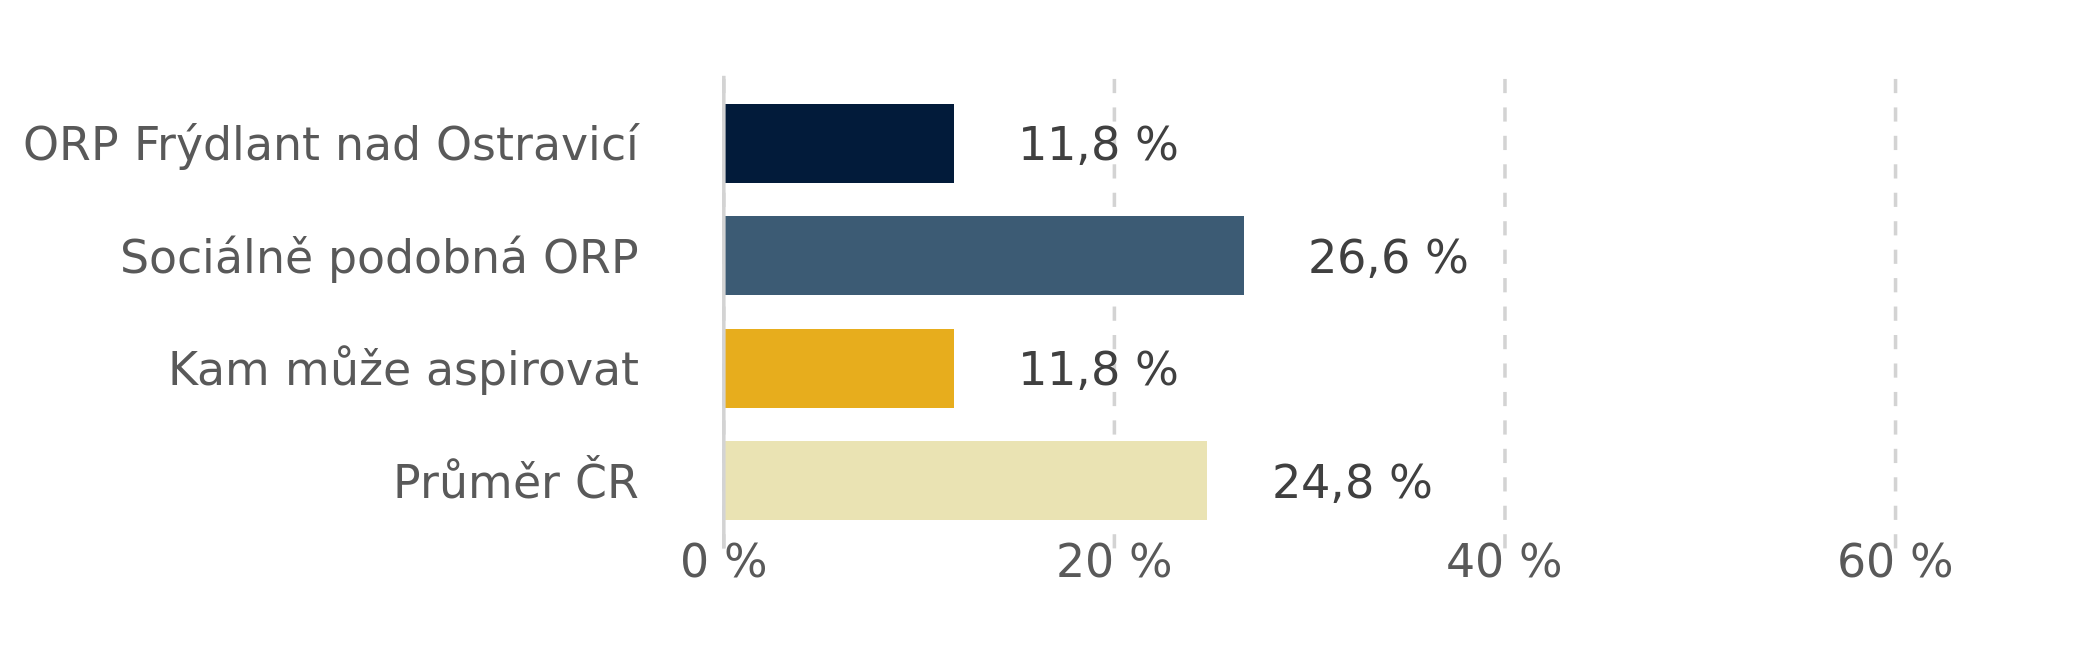 ORP Frýdlant nad Ostravicí 11,8 %
Sociálně podobná ORP 26,6 %
Kam může aspirovat 11,8 %
Průměr ČR 24,8 %
0 % 20 % 40 % 60 %